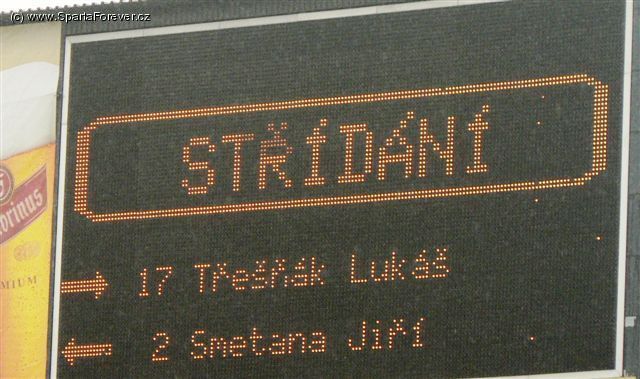 (c) www.SpartaForever.cz
STŘÍDÁNÍ
→ 17 Třešňák Lukáš
← 2 Smetana Jiří